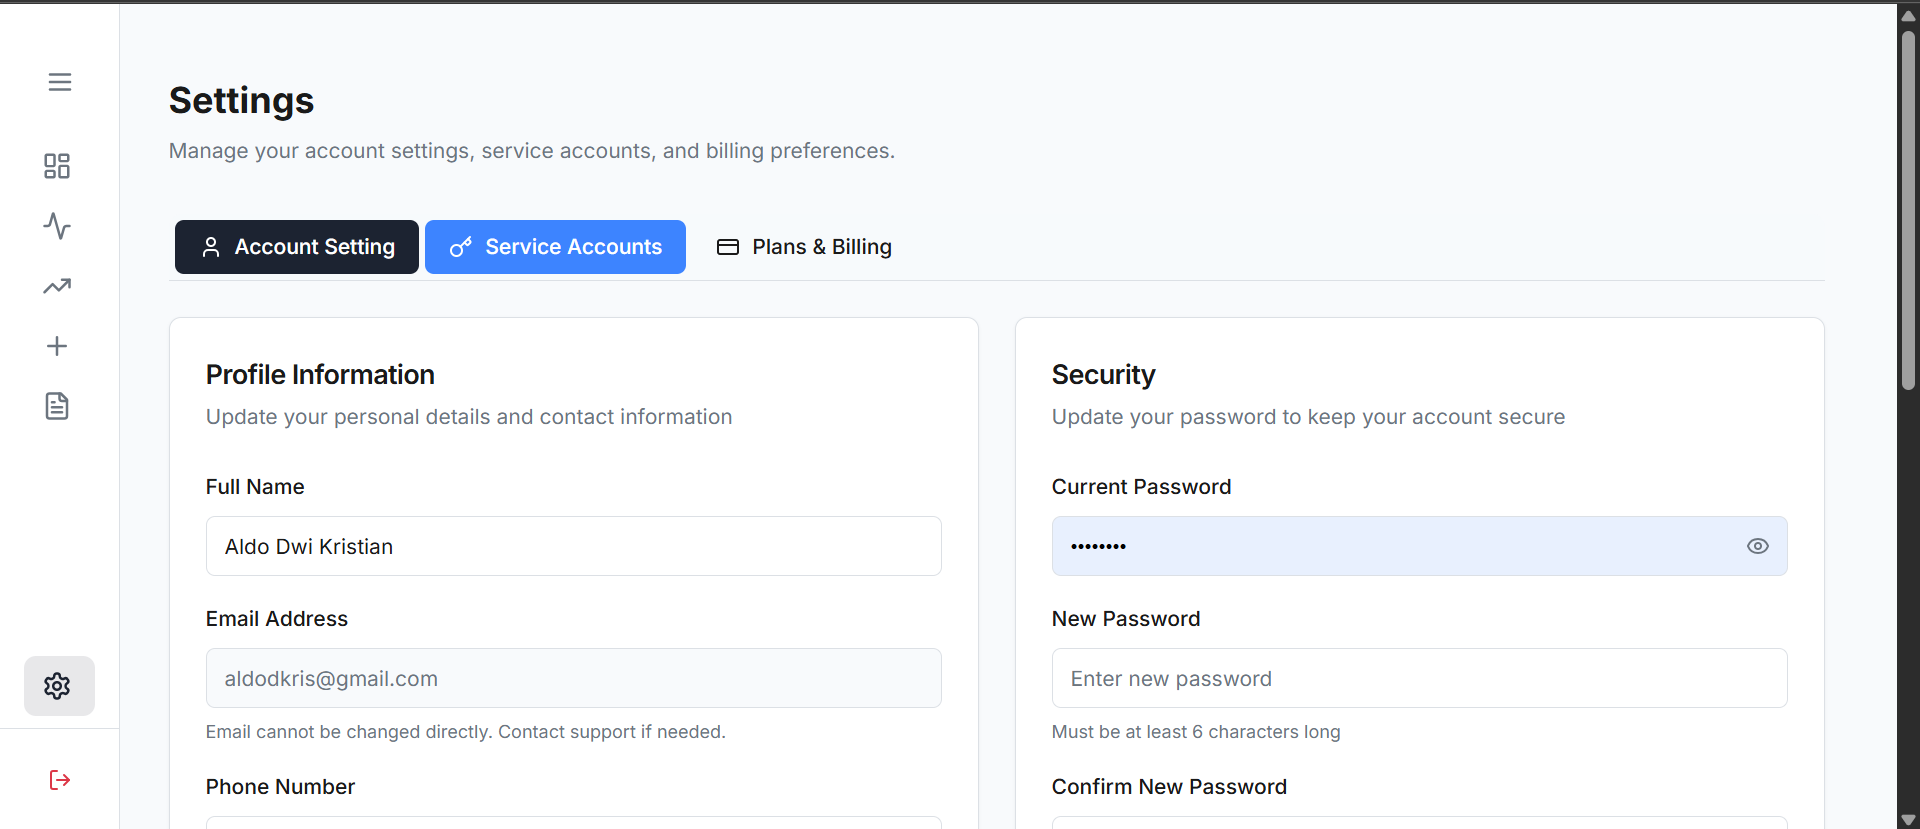 Settings
Manage your account settings, service accounts, and billing preferences.
Account Setting
Service Accounts
Plans & Billing
Profile Information
Update your personal details and contact information
Full Name
Aldo Dwi Kristian
Email Address
aldodkris@gmail.com
Email cannot be changed directly. Contact support if needed.
Phone Number
Security
Update your password to keep your account secure
Current Password
••••••••
New Password
Enter new password
Must be at least 6 characters long
Confirm New Password